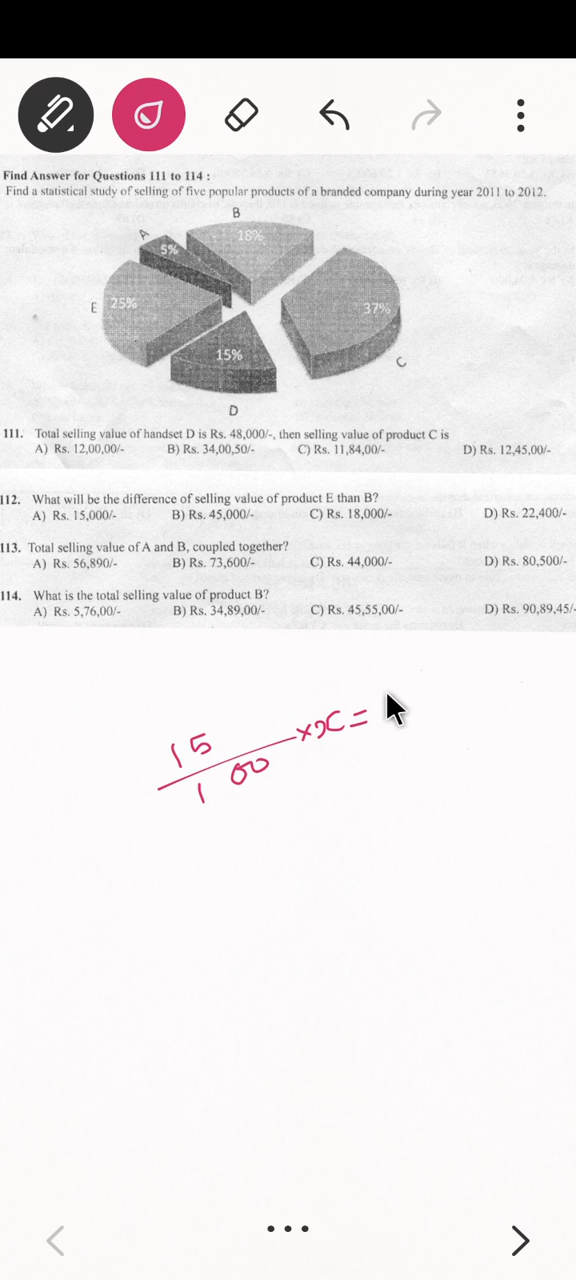 Find Answer for Questions 111 to 114 :
Find a statistical study of selling of five popular products of a branded company during year 2011 to 2012.
B
A
18%
5%
E
25%
37%
15%
C
D
111. Total selling value of handset D is Rs. 48,000/-, then selling value of product C is
A) Rs. 12,00,00/- B) Rs. 34,00,50/- C) Rs. 11,84,00/- D) Rs. 12,45,00/-
112. What will be the difference of selling value of product E than B?
A) Rs. 15,000/- B) Rs. 45,000/- C) Rs. 18,000/- D) Rs. 22,400/-
113. Total selling value of A and B, coupled together?
A) Rs. 56,890/- B) Rs. 73,600/- C) Rs. 44,000/- D) Rs. 80,500/-
114. What is the total selling value of product B?
A) Rs. 5,76,00/- B) Rs. 34,89,00/- C) Rs. 45,55,00/- D) Rs. 90,89,45/-
15
×x=
100